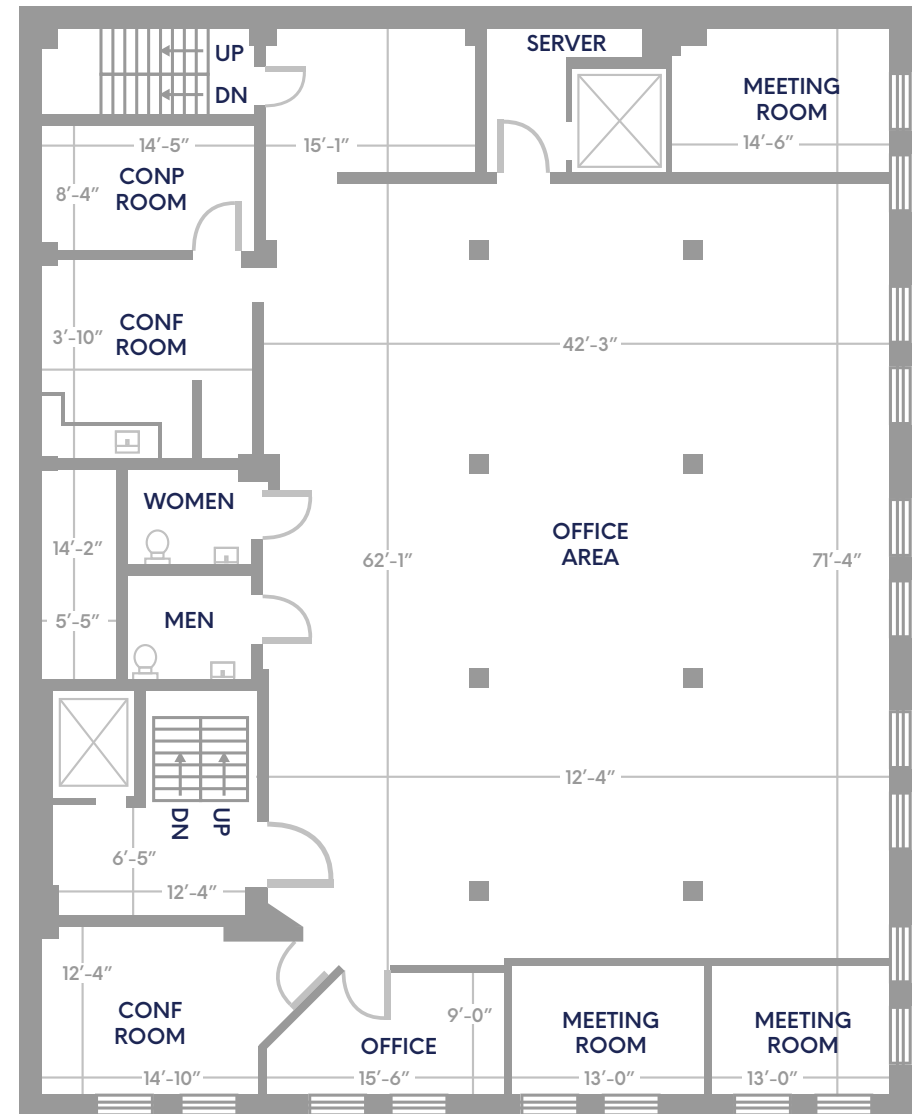 UP
DN
SERVER
MEETING
ROOM
14'-6"
14'-5"
15'-1"
CONP
ROOM
8'-4"
CONF
ROOM
3'-10"
42'-3"
WOMEN
14'-2"
OFFICE
AREA
62'-1"
71'-4"
5'-5"
MEN
12'-4"
DN
UP
6'-5"
12'-4"
12'-4"
CONF
ROOM
14'-10"
OFFICE
9'-0"
15'-6"
MEETING
ROOM
13'-0"
MEETING
ROOM
13'-0"